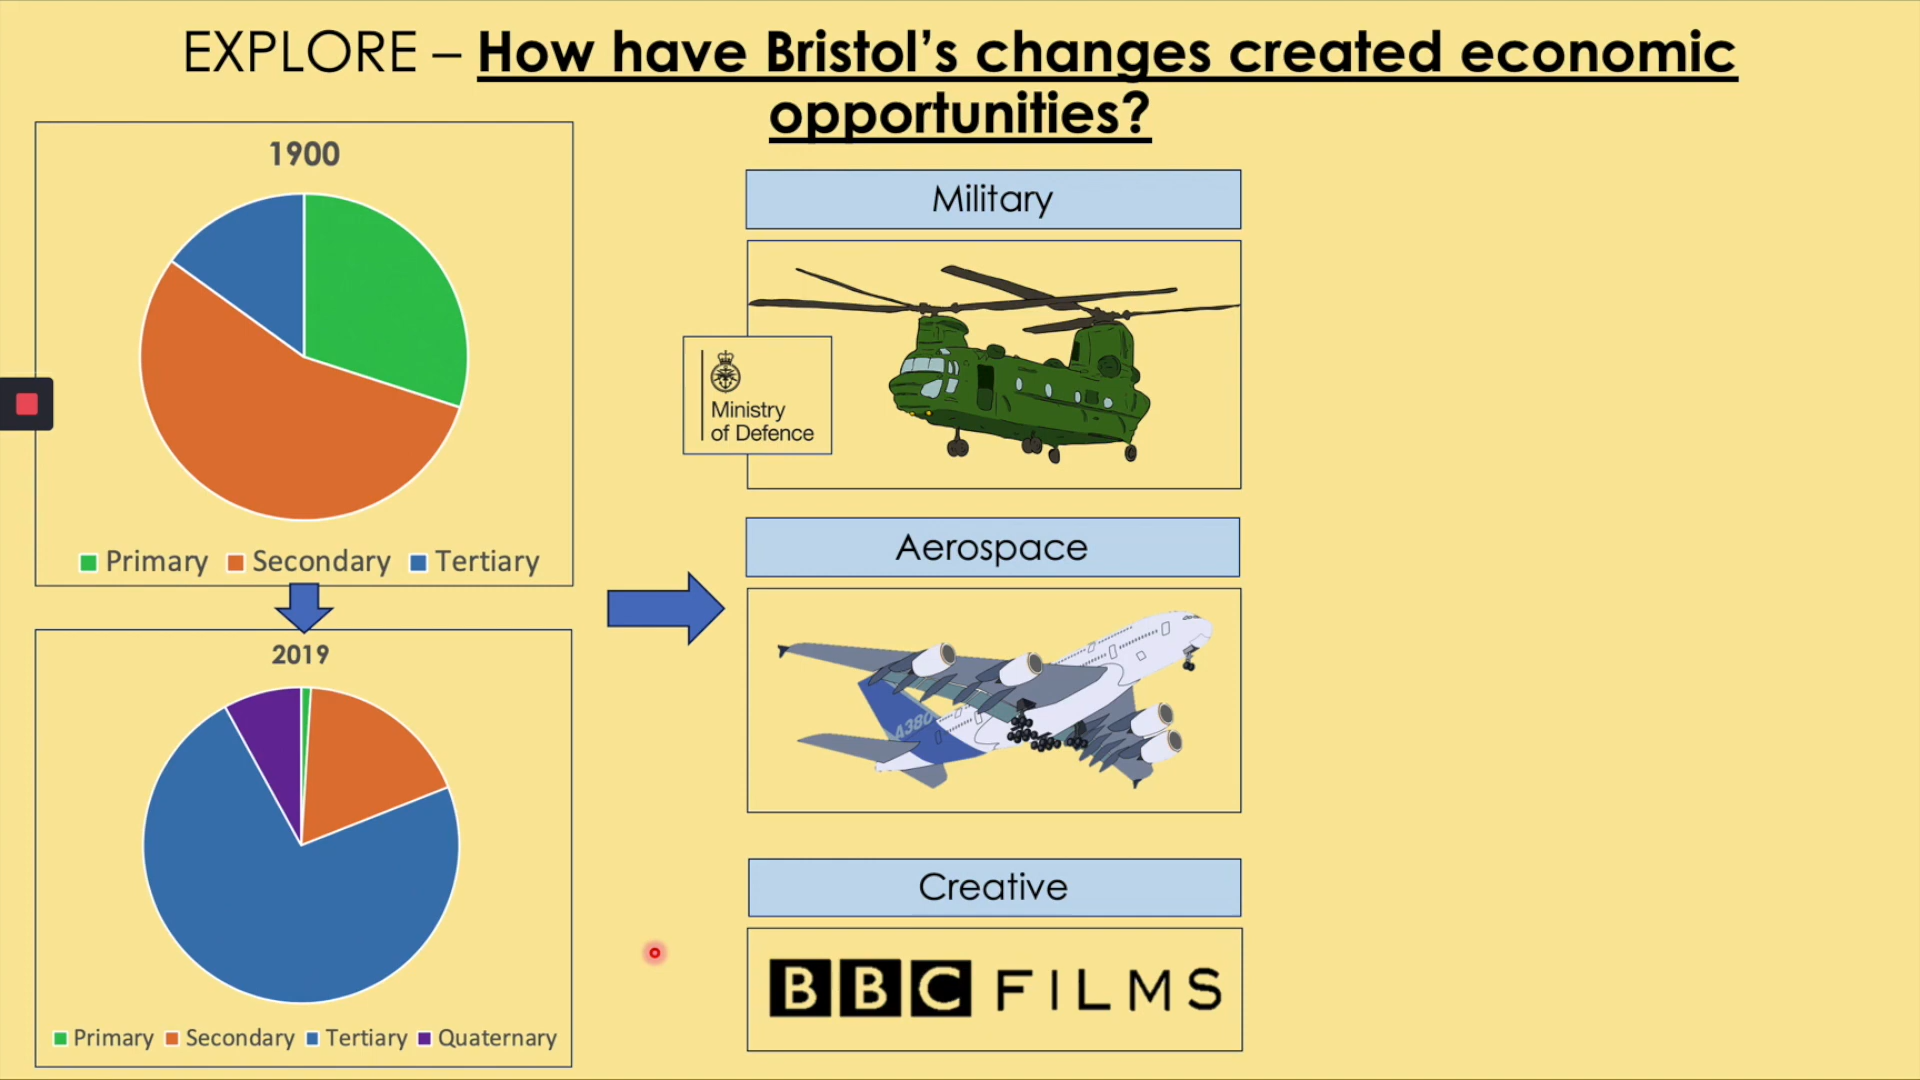 EXPLORE – How have Bristol's changes created economic
opportunities?
1900
Primary Secondary Tertiary
2019
Primary Secondary Tertiary Quaternary
Military
Ministry
of Defence
Aerospace
A380
Creative
BBC FILMS